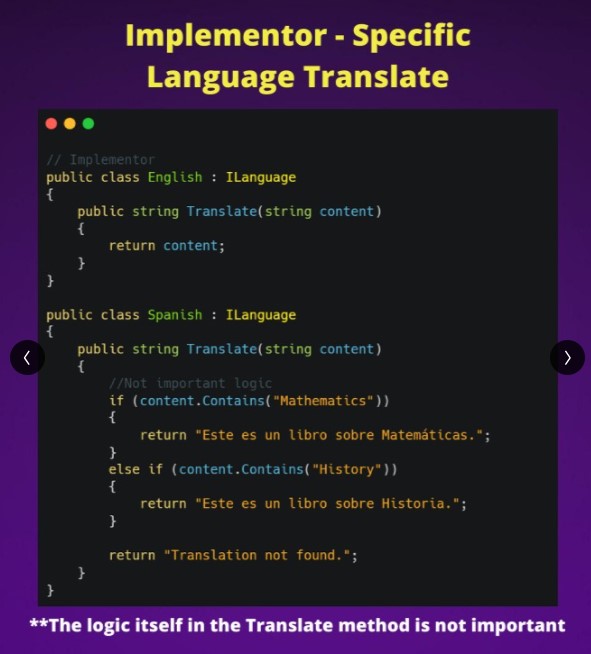 Implementor - Specific
Language Translate
// Implementor
public class English : ILanguage
{
    public string Translate(string content)
    {
        return content;
    }
}
public class Spanish : ILanguage
{
    public string Translate(string content)
    {
        //Not important logic
        if (content.Contains("Mathematics"))
        {
            return "Este es un libro sobre Matemáticas.";
        }
        else if (content.Contains("History"))
        {
            return "Este es un libro sobre Historia.";
        }
        return "Translation not found.";
    }
}
**The logic itself in the Translate method is not important